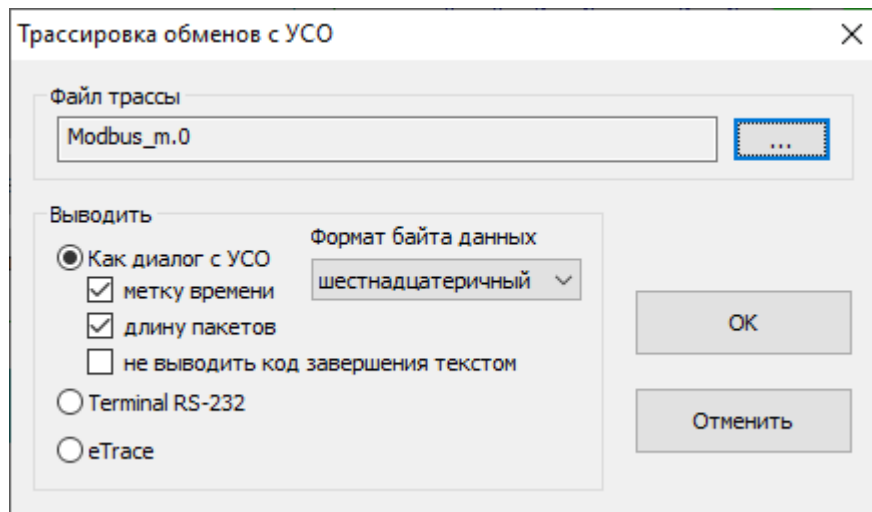 Трассировка обменов с УСО
Файл трассы
Modbus_m.0
...
Выводить
Формат байта данных
Как диалог с УСО
шестнадцатеричный
метку времени
длину пакетов
не выводить код завершения текстом
Terminal RS-232
eTrace
OK
Отменить